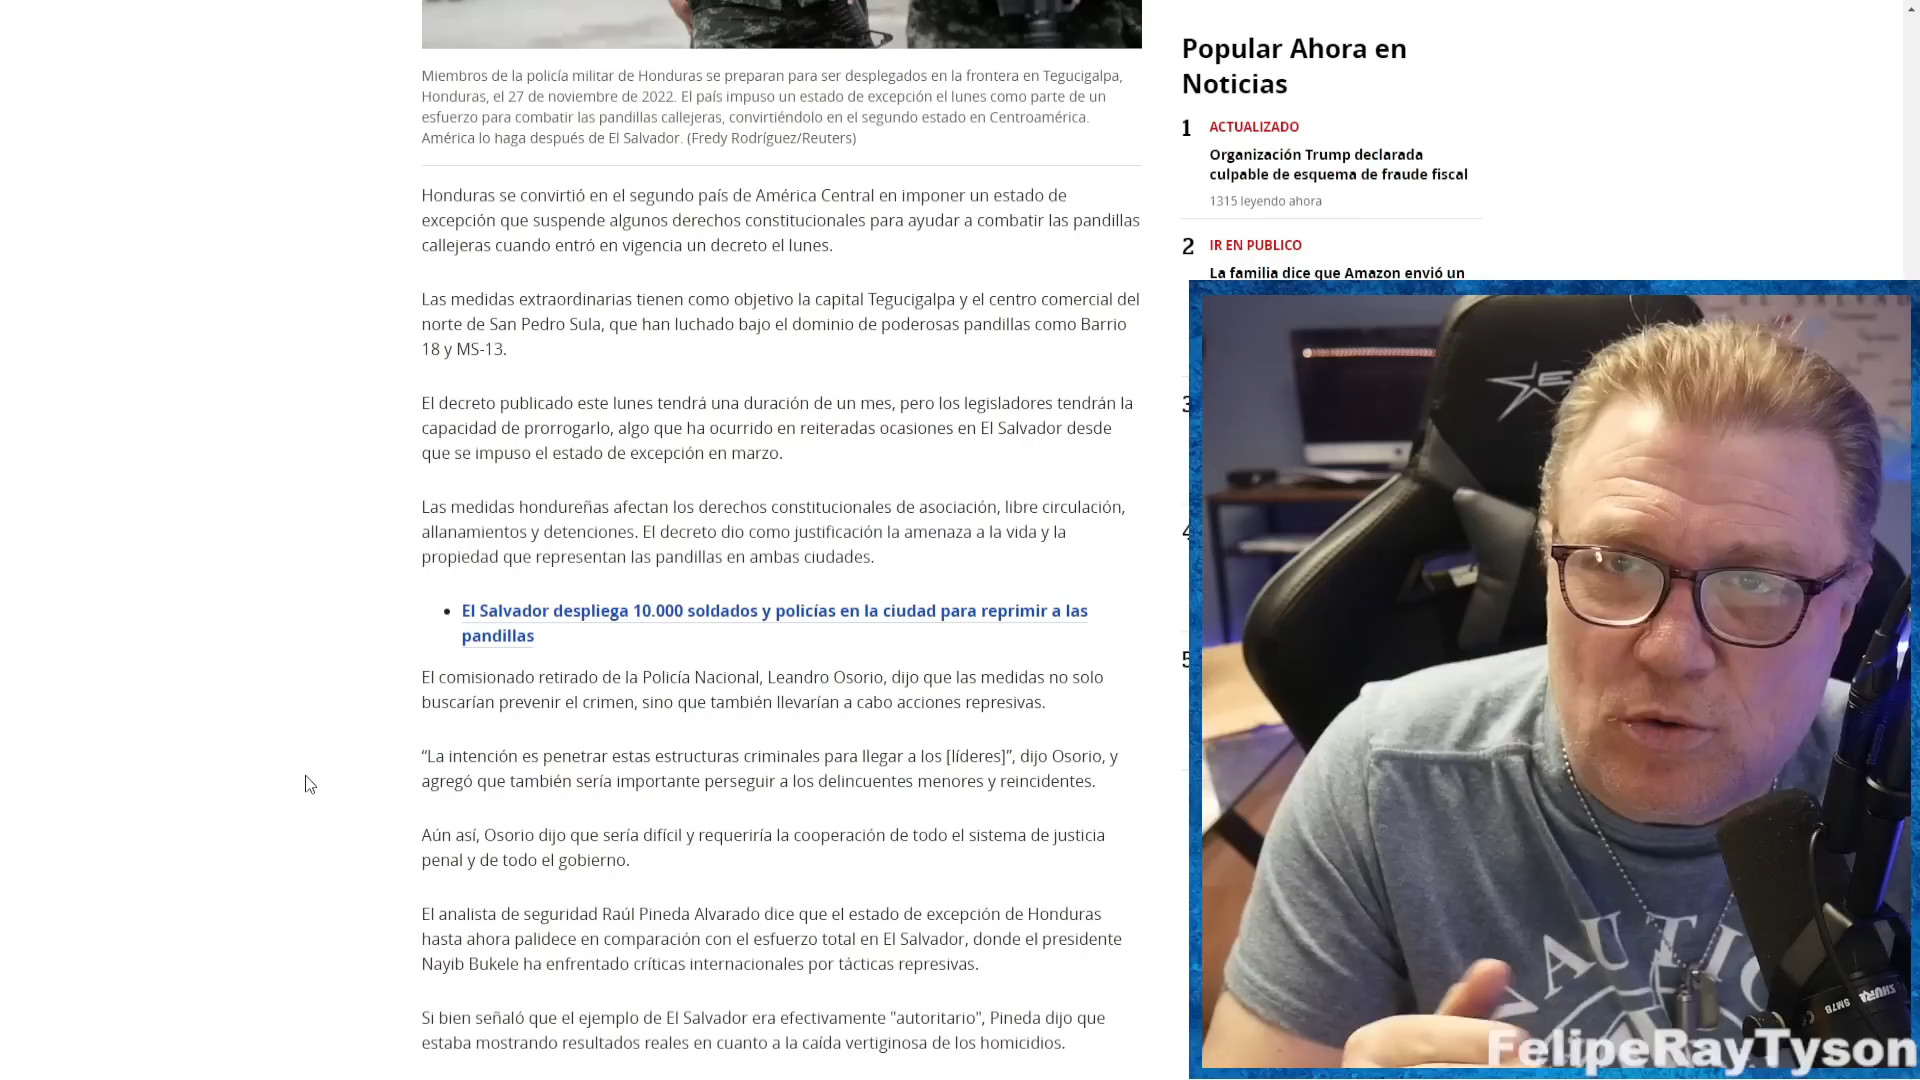 Miembros de la policía militar de Honduras se preparan para ser desplegados en la frontera en Tegucigalpa,
Honduras, el 27 de noviembre de 2022. El país impuso un estado de excepción el lunes como parte de un
esfuerzo para combatir las pandillas callejeras, convirtiéndolo en el segundo estado en Centroamérica.
América lo haga después de El Salvador. (Fredy Rodríguez/Reuters)
Honduras se convirtió en el segundo país de América Central en imponer un estado de
excepción que suspende algunos derechos constitucionales para ayudar a combatir las pandillas
callejeras cuando entró en vigencia un decreto el lunes.
Las medidas extraordinarias tienen como objetivo la capital Tegucigalpa y el centro comercial del
norte de San Pedro Sula, que han luchado bajo el dominio de poderosas pandillas como Barrio
18 y MS-13.
El decreto publicado este lunes tendrá una duración de un mes, pero los legisladores tendrán la
capacidad de prorrogarlo, algo que ha ocurrido en reiteradas ocasiones en El Salvador desde
que se impuso el estado de excepción en marzo.
Las medidas hondureñas afectan los derechos constitucionales de asociación, libre circulación,
allanamientos y detenciones. El decreto dio como justificación la amenaza a la vida y la
propiedad que representan las pandillas en ambas ciudades.
• El Salvador despliega 10.000 soldados y policías en la ciudad para reprimir a las
pandillas
El comisionado retirado de la Policía Nacional, Leandro Osorio, dijo que las medidas no solo
buscarían prevenir el crimen, sino que también llevarían a cabo acciones represivas.
“La intención es penetrar estas estructuras criminales para llegar a los [líderes]”, dijo Osorio, y
agregó que también sería importante perseguir a los delincuentes menores y reincidentes.
Aún así, Osorio dijo que sería difícil y requeriría la cooperación de todo el sistema de justicia
penal y de todo el gobierno.
El analista de seguridad Raúl Pineda Alvarado dice que el estado de excepción de Honduras
hasta ahora palidece en comparación con el esfuerzo total en El Salvador, donde el presidente
Nayib Bukele ha enfrentado críticas internacionales por tácticas represivas.
Si bien señaló que el ejemplo de El Salvador era efectivamente "autoritario", Pineda dijo que
estaba mostrando resultados reales en cuanto a la caída vertiginosa de los homicidios.
Popular Ahora en
Noticias
1 ACTUALIZADO
Organización Trump declarada
culpable de esquema de fraude fiscal
1315 leyendo ahora
2 IR EN PUBLICO
La familia dice que Amazon envió un
3
4
5
SHURE
SM7B
FelipeRayTyson